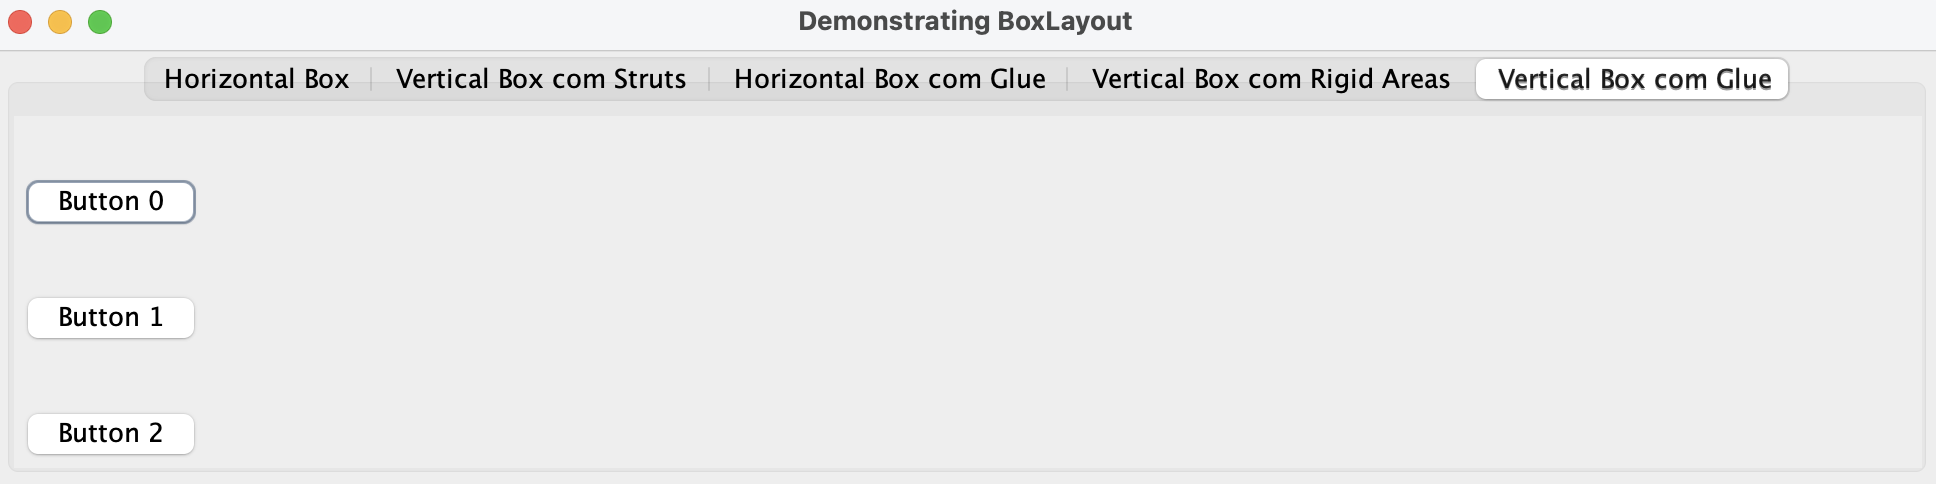 Demonstrating BoxLayout
Horizontal Box Vertical Box com Struts Horizontal Box com Glue Vertical Box com Rigid Areas Vertical Box com Glue
Button 0
Button 1
Button 2